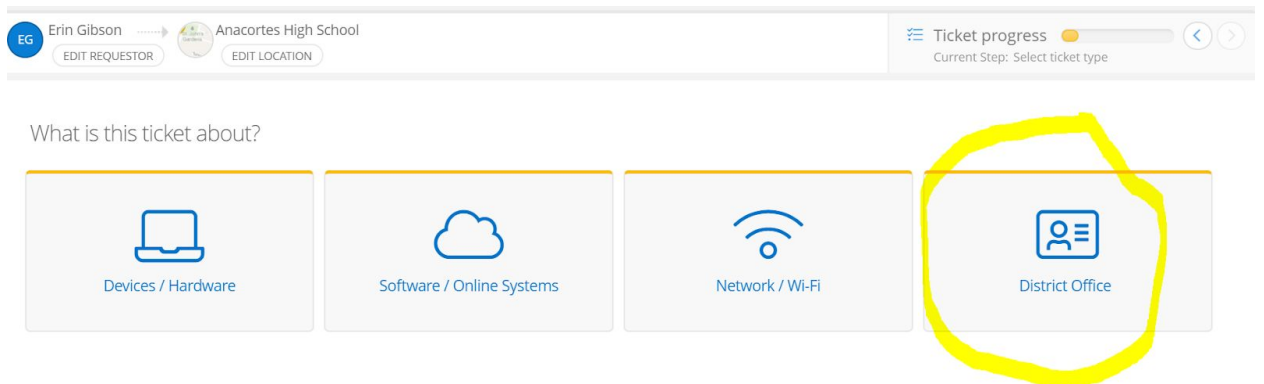 EG
Erin Gibson
EDIT REQUESTOR
Anacortes High School
EDIT LOCATION
Ticket progress
Current Step: Select ticket type
What is this ticket about?
Devices / Hardware
Software / Online Systems
Network / Wi-Fi
District Office